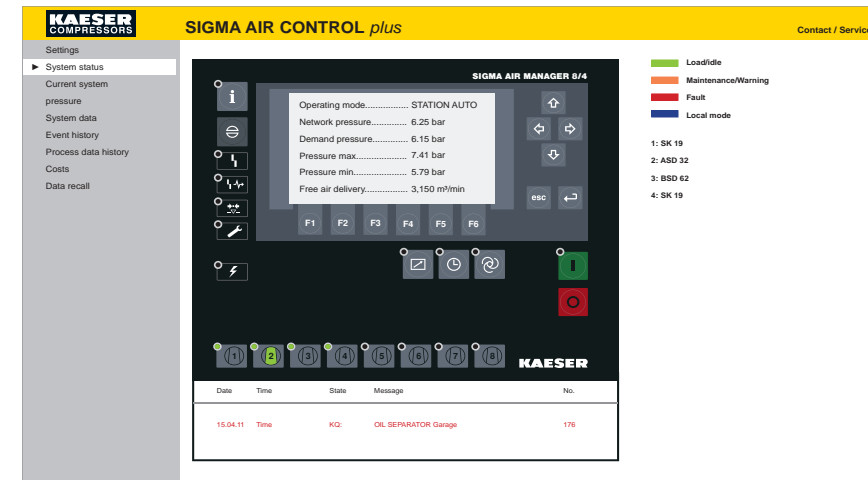 KAESER
COMPRESSORS
SIGMA AIR CONTROL plus
Contact / Service
Settings
System status
Current system
pressure
System data
Event history
Process data history
Costs
Data recall
SIGMA AIR MANAGER 8/4
i
Operating mode................ STATION AUTO
Network pressure............. 6.25 bar
Demand pressure............. 6.15 bar
Pressure max................... 7.41 bar
Pressure min.................... 5.79 bar
Free air delivery................ 3,150 m³/min
esc
F1 F2 F3 F4 F5 F6
1 2 3 4 5 6 7 8
KAESER
Date Time State Message No.
15.04.11 Time KQ: OIL SEPARATOR Garage 176
Load/idle
Maintenance/Warning
Fault
Local mode
1: SK 19
2: ASD 32
3: BSD 62
4: SK 19